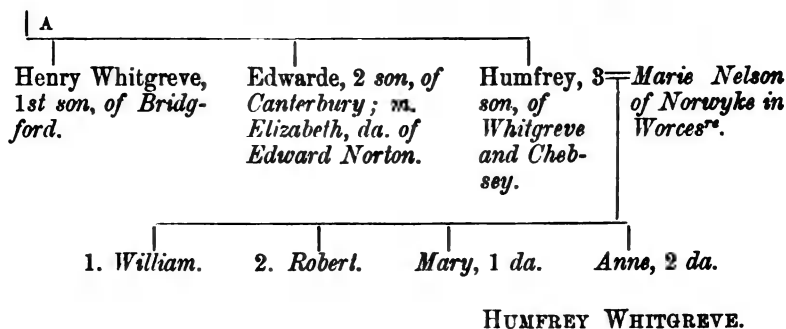 A
Henry Whitgreve,
1st son, of Bridg-
ford.
Edwarde, 2 son, of
Canterbury; m.
Elizabeth, da. of
Edward Norton.
Humfrey, 3
son, of
Whitgreve
and Cheb-
sey.
Marie Nelson
of Norwyke in
Worcesʳᵉ.
1. William. 2. Robert. Mary, 1 da. Anne, 2 da.
HUMFREY WHITGREVE.